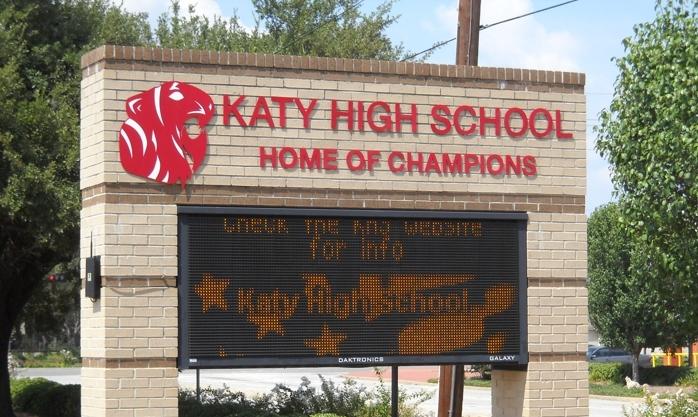 KATY HIGH SCHOOL
HOME OF CHAMPIONS
Check The KHS website
for info
Katy High School
DAKTRONICS GALAXY